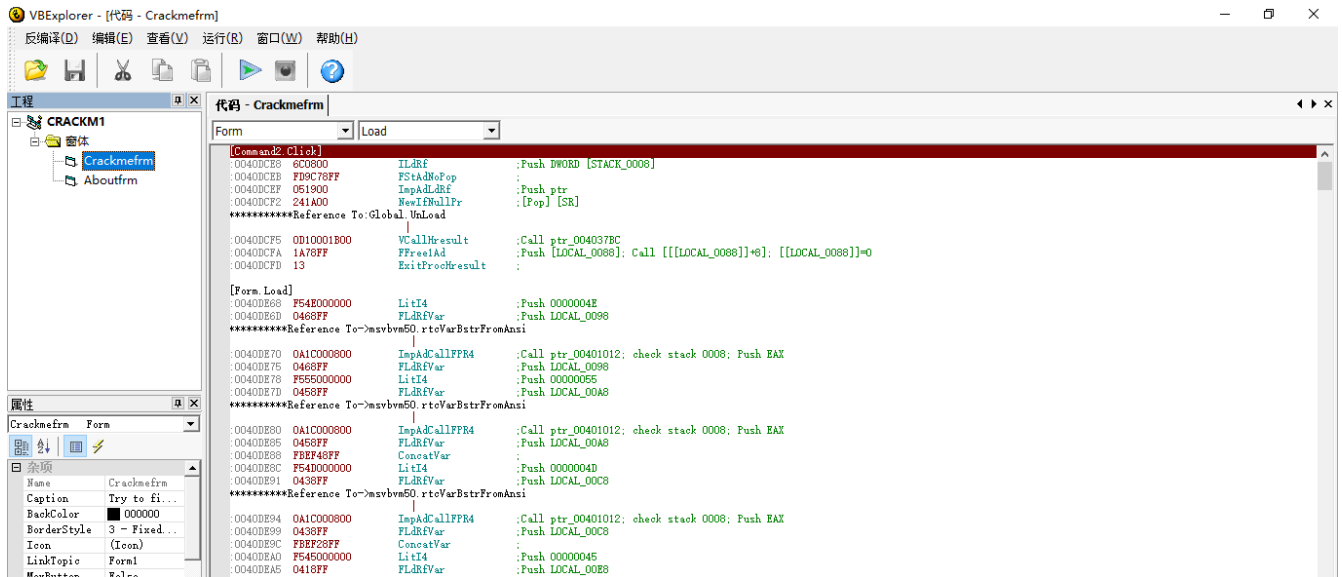 VBExplorer - [代码 - Crackmefrm]
反编译(D) 编辑(E) 查看(V) 运行(R) 窗口(W) 帮助(H)
工程
CRACKM1
窗体
Crackmefrm
Aboutfrm
属性
Crackmefrm Form
杂项
Name Crackmefrm
Caption Try to fi...
BackColor 000000
BorderStyle 3 - Fixed...
Icon (Icon)
LinkTopic Form1
MaxButton False
代码 - Crackmefrm
Form Load
[Command2.Click]
:0040DCE8 6C0800 ILdRf ;Push DWORD [STACK_0008]
:0040DCEB FD9C78FF FStAdNoPop ;
:0040DCEF 051900 ImpAdLdRf ;Push ptr
:0040DCF2 241A00 NewIfNullPr ;[Pop] [SR]
**********Reference To:Global.UnLoad
|
:0040DCF5 0D10001B00 VCallHresult ;Call ptr_004037BC
:0040DCFA 1A78FF FFree1Ad ;Push [LOCAL_0088]; Call [[[LOCAL_0088]]+8]; [[LOCAL_0088]]=0
:0040DCFD 13 ExitProcHresult ;
[Form.Load]
:0040DE68 F54E000000 LitI4 ;Push 0000004E
:0040DE6D 0468FF FLdRfVar ;Push LOCAL_0098
**********Reference To->msvbvm50.rtcVarBstrFromAnsi
|
:0040DE70 0A1C000800 ImpAdCallFPR4 ;Call ptr_00401012; check stack 0008; Push EAX
:0040DE75 0468FF FLdRfVar ;Push LOCAL_0098
:0040DE78 F555000000 LitI4 ;Push 00000055
:0040DE7D 0458FF FLdRfVar ;Push LOCAL_00A8
**********Reference To->msvbvm50.rtcVarBstrFromAnsi
|
:0040DE80 0A1C000800 ImpAdCallFPR4 ;Call ptr_00401012; check stack 0008; Push EAX
:0040DE85 0458FF FLdRfVar ;Push LOCAL_00A8
:0040DE88 FBEF48FF ConcatVar ;
:0040DE8C F54D000000 LitI4 ;Push 0000004D
:0040DE91 0438FF FLdRfVar ;Push LOCAL_00C8
**********Reference To->msvbvm50.rtcVarBstrFromAnsi
|
:0040DE94 0A1C000800 ImpAdCallFPR4 ;Call ptr_00401012; check stack 0008; Push EAX
:0040DE99 0438FF FLdRfVar ;Push LOCAL_00C8
:0040DE9C FBEF28FF ConcatVar ;
:0040DEA0 F545000000 LitI4 ;Push 00000045
:0040DEA5 0418FF FLdRfVar ;Push LOCAL_00E8